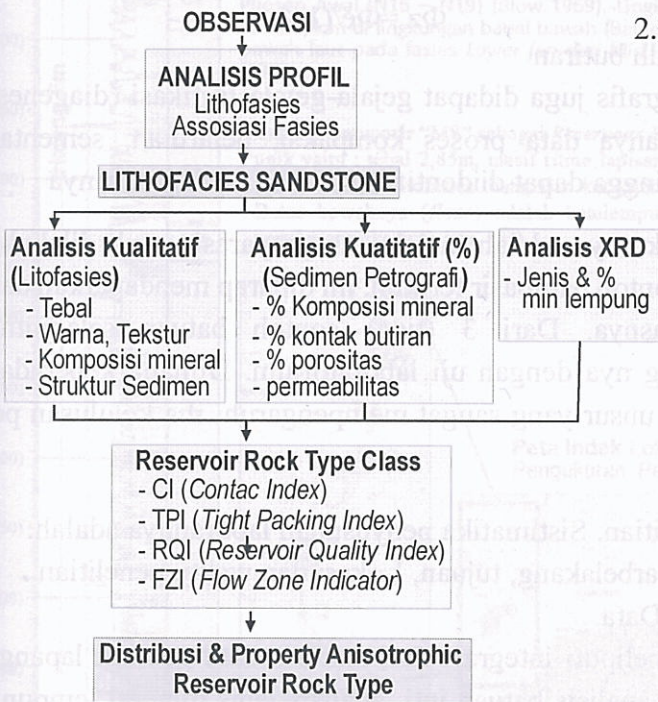 OBSERVASI
2.
ANALISIS PROFIL
Lithofasies
Assosiasi Fasies
LITHOFACIES SANDSTONE
Analisis Kualitatif
(Litofasies)
- Tebal
- Warna, Tekstur
- Komposisi mineral
- Struktur Sedimen
Analisis Kuatitatif (%)
(Sedimen Petrografi)
- % Komposisi mineral
- % kontak butiran
- % porositas
- permeabilitas
Analisis XRD
- Jenis & %
min lempung
Reservoir Rock Type Class
- CI (Contac Index)
- TPI (Tight Packing Index)
- RQI (Reservoir Quality Index)
- FZI (Flow Zone Indicator)
Distribusi & Property Anisotrophic
Reservoir Rock Type